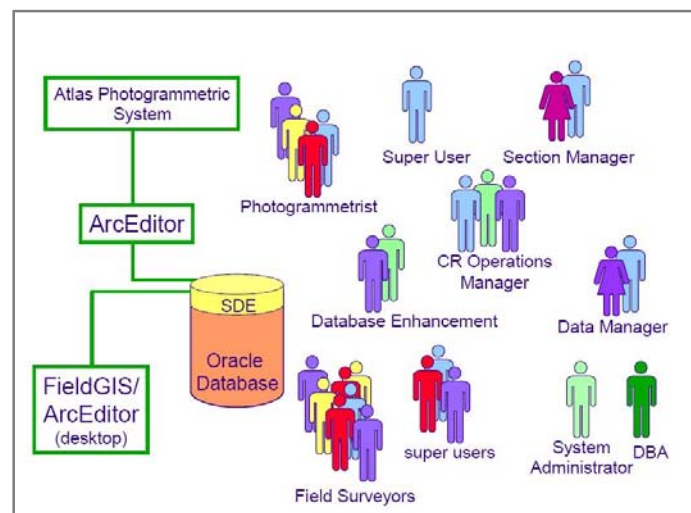 Atlas Photogrammetric
System
ArcEditor
SDE
Oracle
Database
FieldGIS/
ArcEditor
(desktop)
Photogrammetrist
Super User
Section Manager
CR Operations
Manager
Database Enhancement
Data Manager
Field Surveyors
super users
System
Administrator
DBA